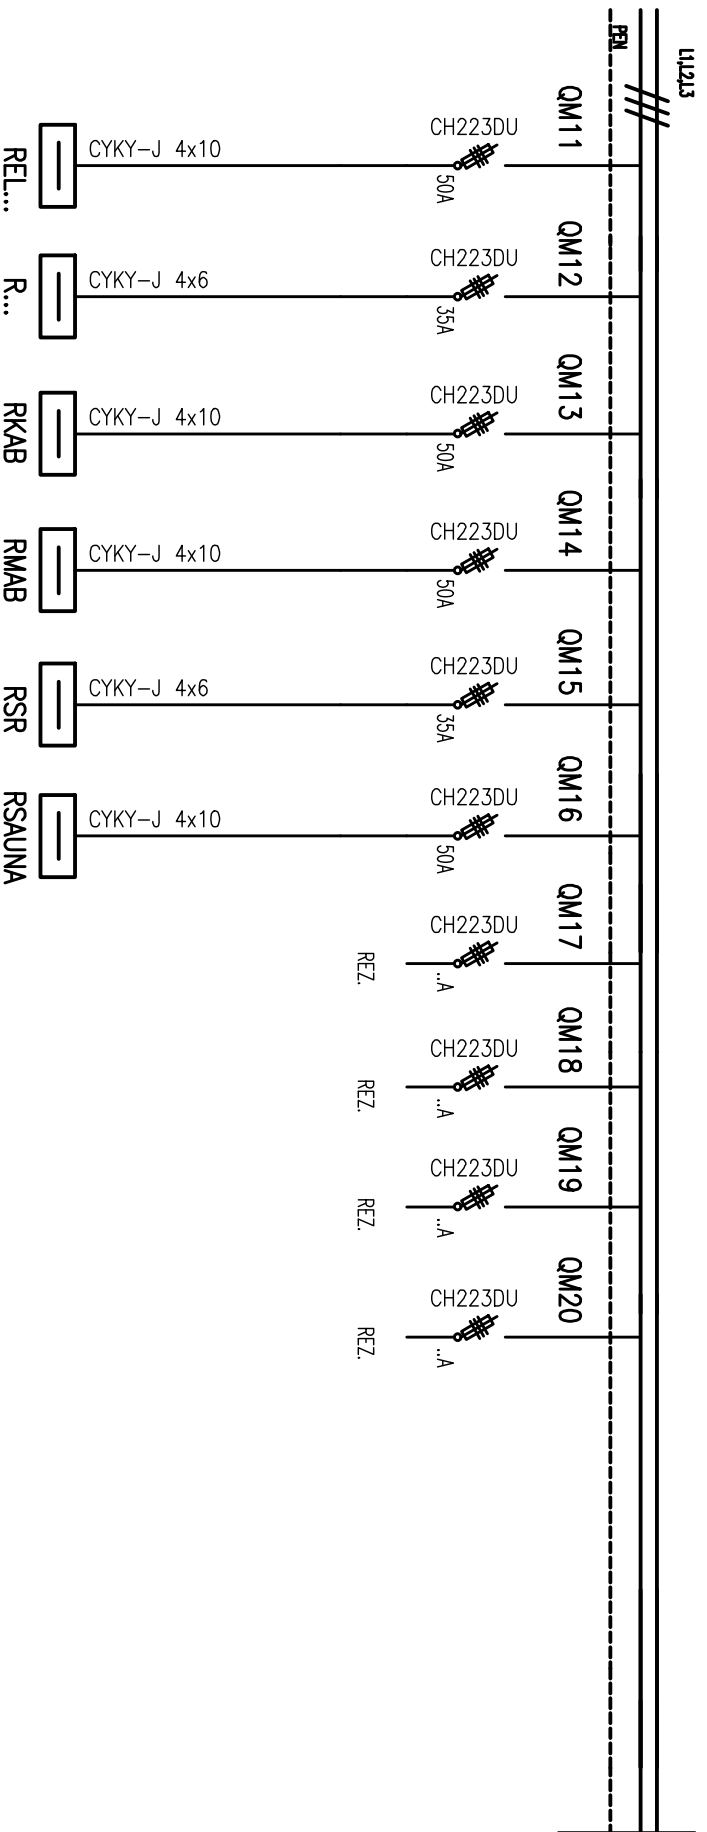 L1,L2,L3
PEN
QM11
CH223DU
50A
CYKY-J 4x10
REL...
QM12
CH223DU
35A
CYKY-J 4x6
R...
QM13
CH223DU
50A
CYKY-J 4x10
RKAB
QM14
CH223DU
50A
CYKY-J 4x10
RMAB
QM15
CH223DU
35A
CYKY-J 4x6
RSR
QM16
CH223DU
50A
CYKY-J 4x10
RSAUNA
QM17
CH223DU
..A
REZ.
QM18
CH223DU
..A
REZ.
QM19
CH223DU
..A
REZ.
QM20
CH223DU
..A
REZ.